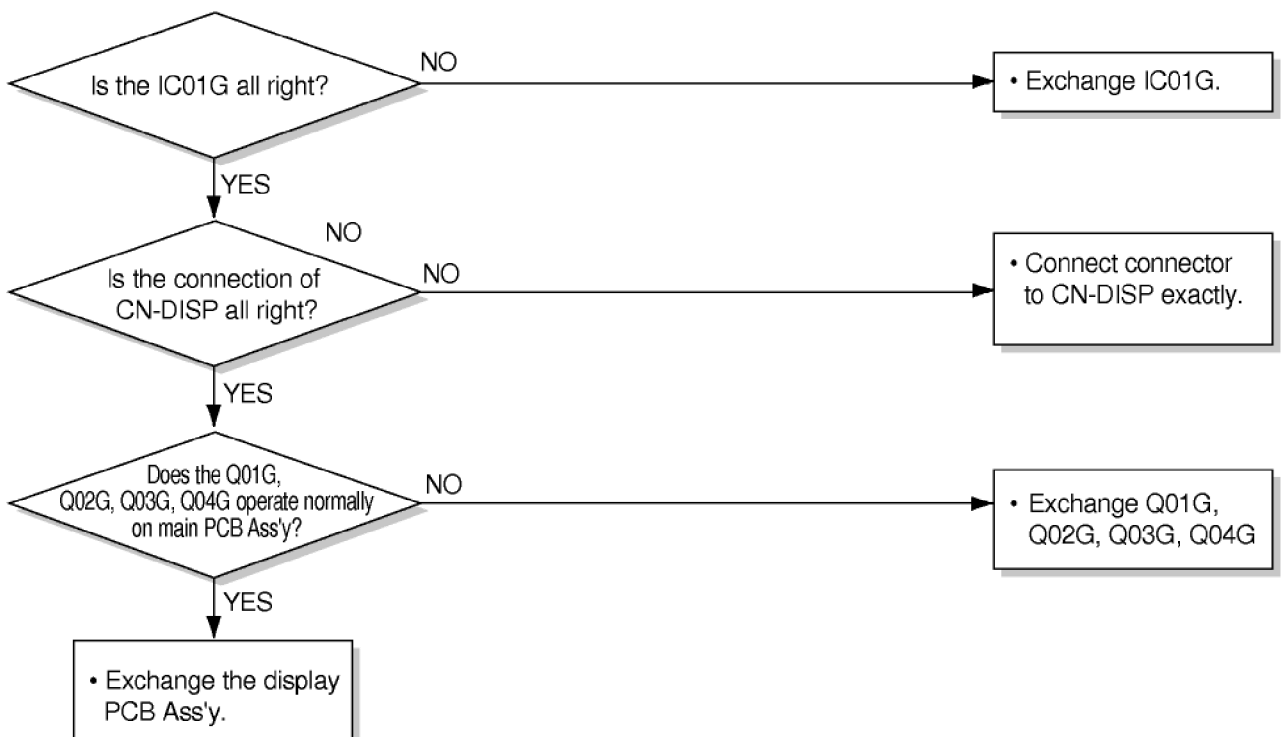 Is the IC01G all right?
NO
• Exchange IC01G.
YES
NO
Is the connection of
CN-DISP all right?
NO
• Connect connector
to CN-DISP exactly.
YES
Does the Q01G,
Q02G, Q03G, Q04G operate normally
on main PCB Ass'y?
NO
• Exchange Q01G,
Q02G, Q03G, Q04G
YES
• Exchange the display
PCB Ass'y.